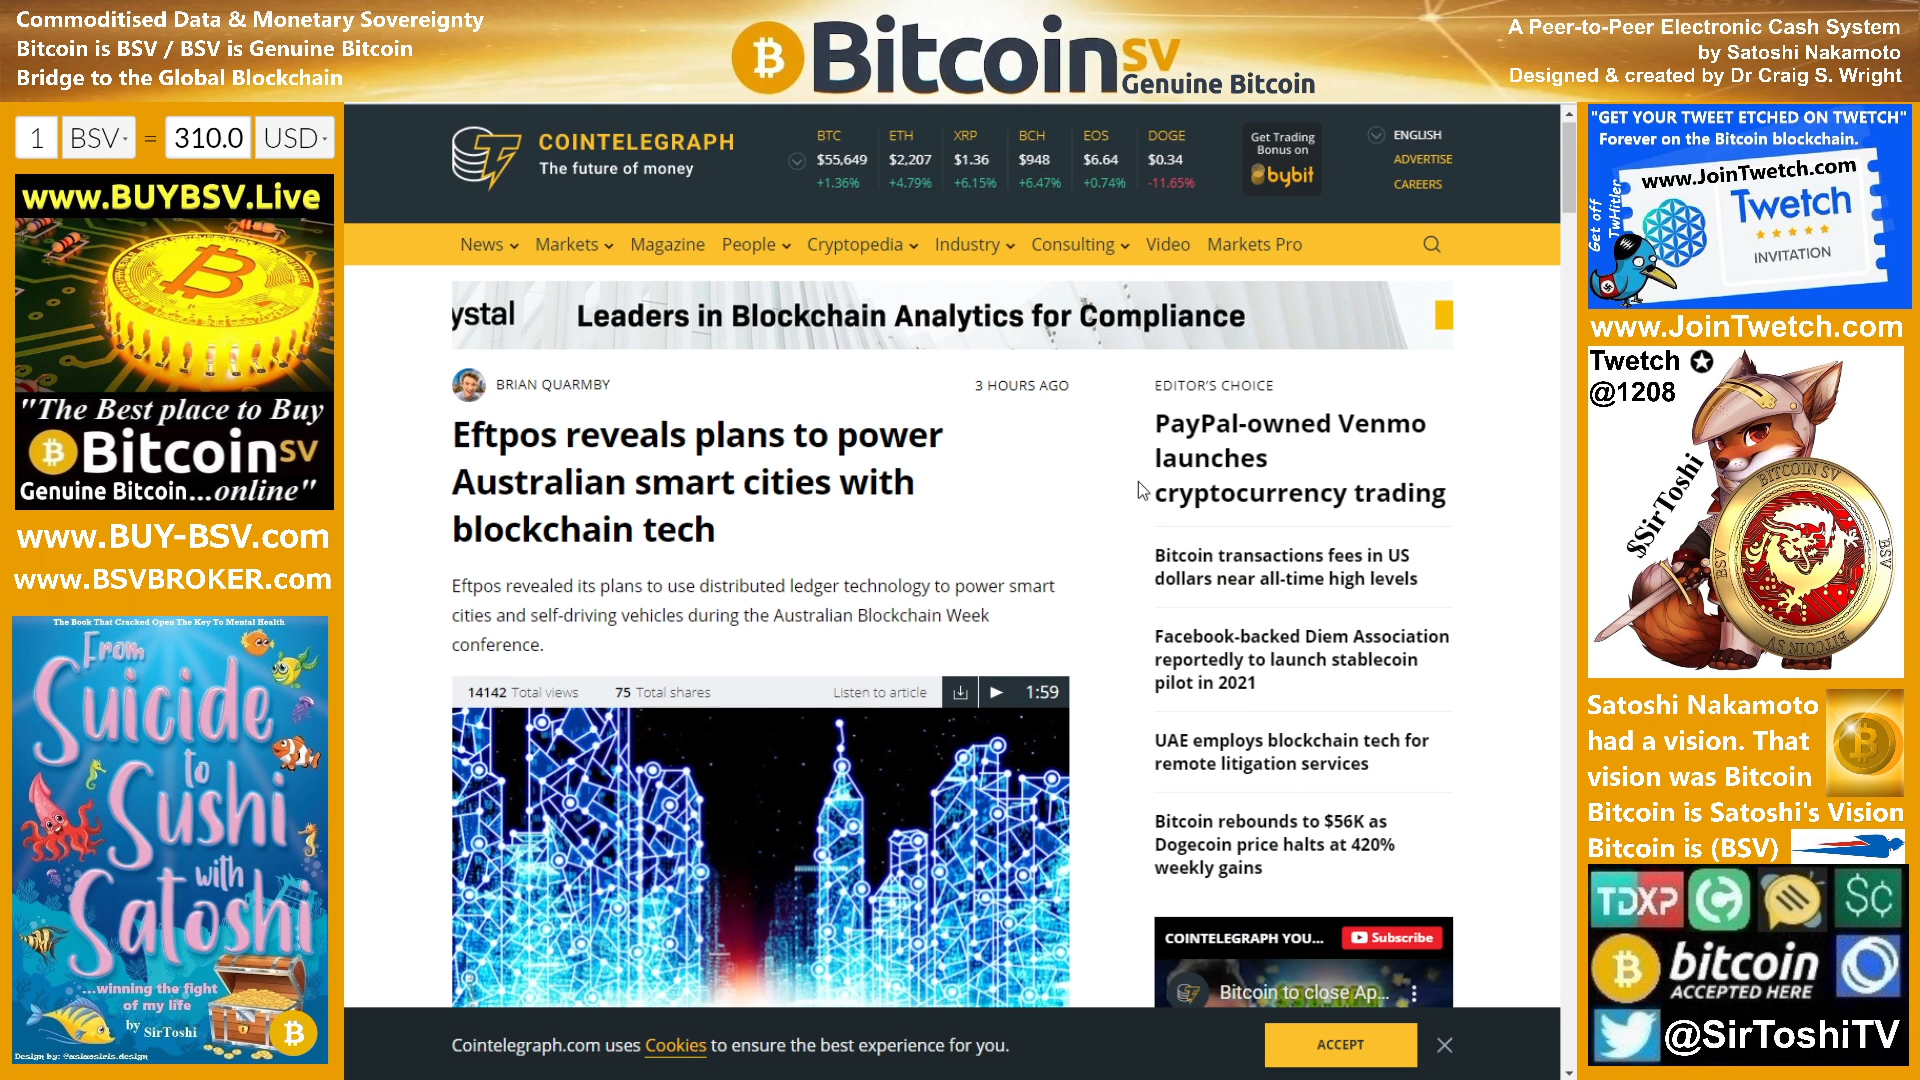 Commoditised Data & Monetary Sovereignty
Bitcoin is BSV / BSV is Genuine Bitcoin
Bridge to the Global Blockchain
BitcoinSV
Genuine Bitcoin
A Peer-to-Peer Electronic Cash System
by Satoshi Nakamoto
Designed & created by Dr Craig S. Wright
1 BSV = 310.0 USD
www.BUYBSV.Live
"The Best place to Buy
BitcoinSV
Genuine Bitcoin...online"
www.BUY-BSV.com
www.BSVBROKER.com
The Book That Cracked Open The Key To Mental Health
From
Suicide
to
Sushi
with
Satoshi
...winning the fight
of my life
by SirToshi
Design by: @asiaosiris.design
COINTELEGRAPH
The future of money
BTC ETH XRP BCH EOS DOGE
$55,649 $2,207 $1.36 $948 $6.64 $0.34
+1.36% +4.79% +6.15% +6.47% +0.74% -11.65%
Get Trading
Bonus on
bybit
ENGLISH
ADVERTISE
CAREERS
News Markets Magazine People Cryptopedia Industry Consulting Video Markets Pro
ystal Leaders in Blockchain Analytics for Compliance
BRIAN QUARMBY 3 HOURS AGO
Eftpos reveals plans to power
Australian smart cities with
blockchain tech
Eftpos revealed its plans to use distributed ledger technology to power smart
cities and self-driving vehicles during the Australian Blockchain Week
conference.
14142 Total views 75 Total shares Listen to article 1:59
EDITOR'S CHOICE
PayPal-owned Venmo
launches
cryptocurrency trading
Bitcoin transactions fees in US
dollars near all-time high levels
Facebook-backed Diem Association
reportedly to launch stablecoin
pilot in 2021
UAE employs blockchain tech for
remote litigation services
Bitcoin rebounds to $56K as
Dogecoin price halts at 420%
weekly gains
COINTELEGRAPH YOU... Subscribe
Bitcoin to close Ap...
Cointelegraph.com uses Cookies to ensure the best experience for you.
ACCEPT
"GET YOUR TWEET ETCHED ON TWETCH"
Forever on the Bitcoin blockchain.
www.JoinTwetch.com
Twetch
INVITATION
Get off
TwHitler
www.JoinTwetch.com
Twetch
@1208
$SirToshi
BITCOIN SV
BSV
BSV
BITCOIN SV
Satoshi Nakamoto
had a vision. That
vision was Bitcoin
Bitcoin is Satoshi's Vision
Bitcoin is (BSV)
TDXP
$¢
bitcoin
ACCEPTED HERE
@SirToshiTV